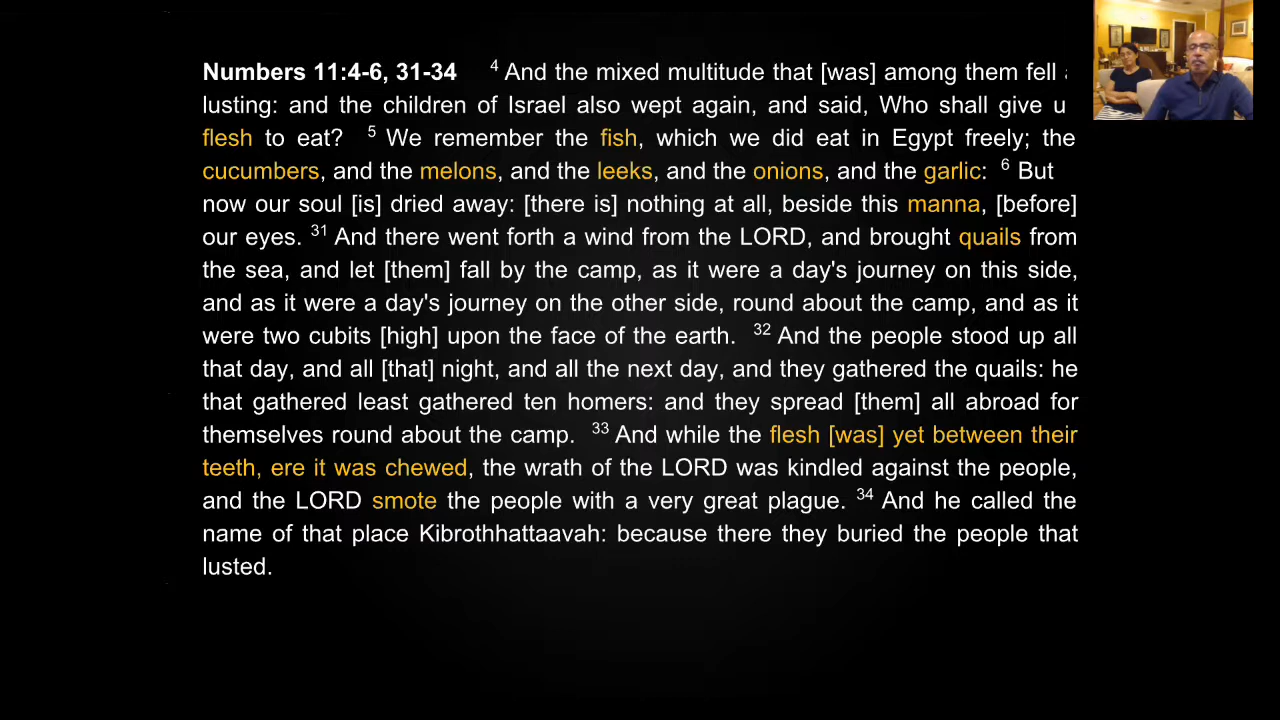 Numbers 11:4-6, 31-34 4 And the mixed multitude that [was] among them fell
lusting: and the children of Israel also wept again, and said, Who shall give u
flesh to eat? 5 We remember the fish, which we did eat in Egypt freely; the
cucumbers, and the melons, and the leeks, and the onions, and the garlic: 6 But
now our soul [is] dried away: [there is] nothing at all, beside this manna, [before]
our eyes. 31 And there went forth a wind from the LORD, and brought quails from
the sea, and let [them] fall by the camp, as it were a day's journey on this side,
and as it were a day's journey on the other side, round about the camp, and as it
were two cubits [high] upon the face of the earth. 32 And the people stood up all
that day, and all [that] night, and all the next day, and they gathered the quails: he
that gathered least gathered ten homers: and they spread [them] all abroad for
themselves round about the camp. 33 And while the flesh [was] yet between their
teeth, ere it was chewed, the wrath of the LORD was kindled against the people,
and the LORD smote the people with a very great plague. 34 And he called the
name of that place Kibrothhattaavah: because there they buried the people that
lusted.